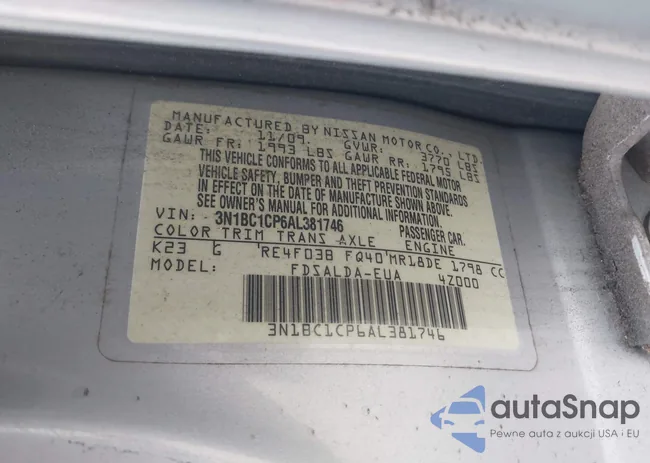 MANUFACTURED BY NISSAN MOTOR CO., LTD.
DATE: 11/09 GVWR: 3770 LBS
GAWR FR: 1993 LBS GAWR RR: 1795 LBS
THIS VEHICLE CONFORMS TO ALL APPLICABLE FEDERAL MOTOR
VEHICLE SAFETY, BUMPER AND THEFT PREVENTION STANDARDS
IN EFFECT ON THE DATE OF MANUFACTURE SHOWN ABOVE.
SEE OWNER'S MANUAL FOR ADDITIONAL INFORMATION.
VIN: 3N1BC1CP6AL381746 PASSENGER CAR.
COLOR TRIM TRANS AXLE ENGINE
K23 G 'RE4F03B FQ40'MR18DE 1798 CC
FDSALDA-EUA 4Z000
3N1BC1CP6AL381746
autoSnap
Pewne auto z aukcji USA i EU